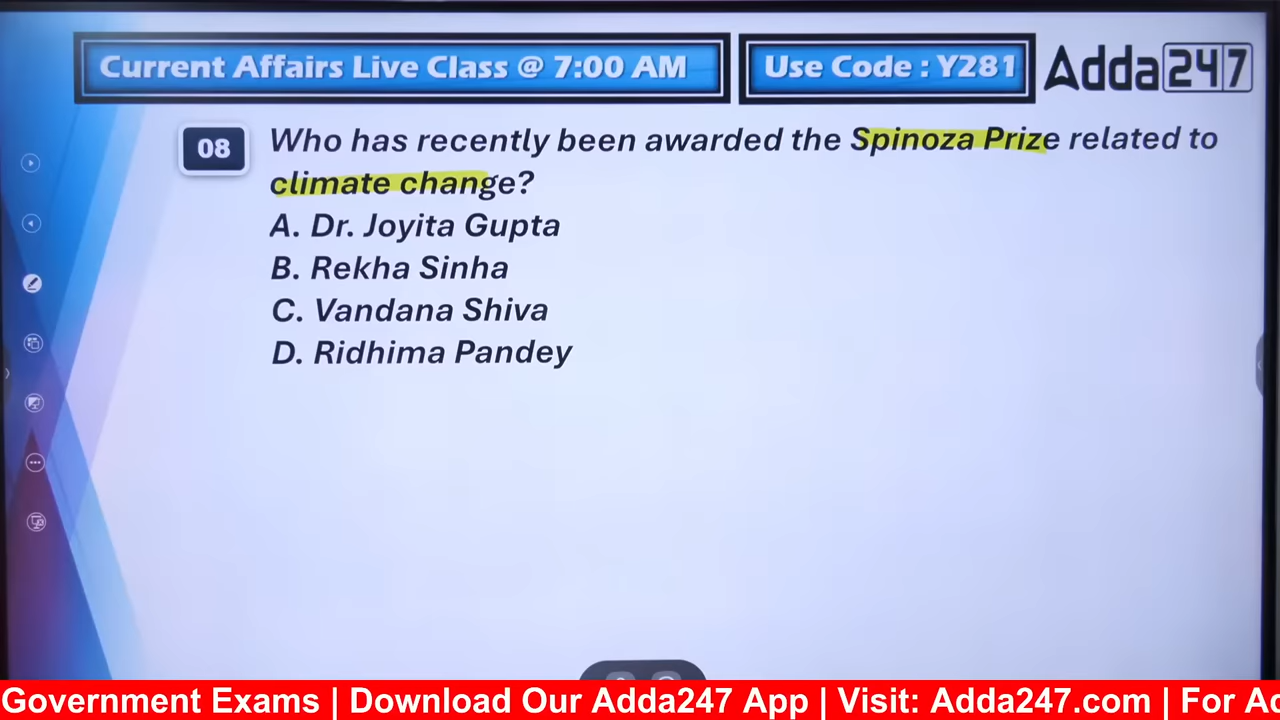 Current Affairs Live Class @ 7:00 AM
Use Code : Y281
Adda247
08
Who has recently been awarded the Spinoza Prize related to
climate change?
A. Dr. Joyita Gupta
B. Rekha Sinha
C. Vandana Shiva
D. Ridhima Pandey
Government Exams | Download Our Adda247 App | Visit: Adda247.com | For Ad